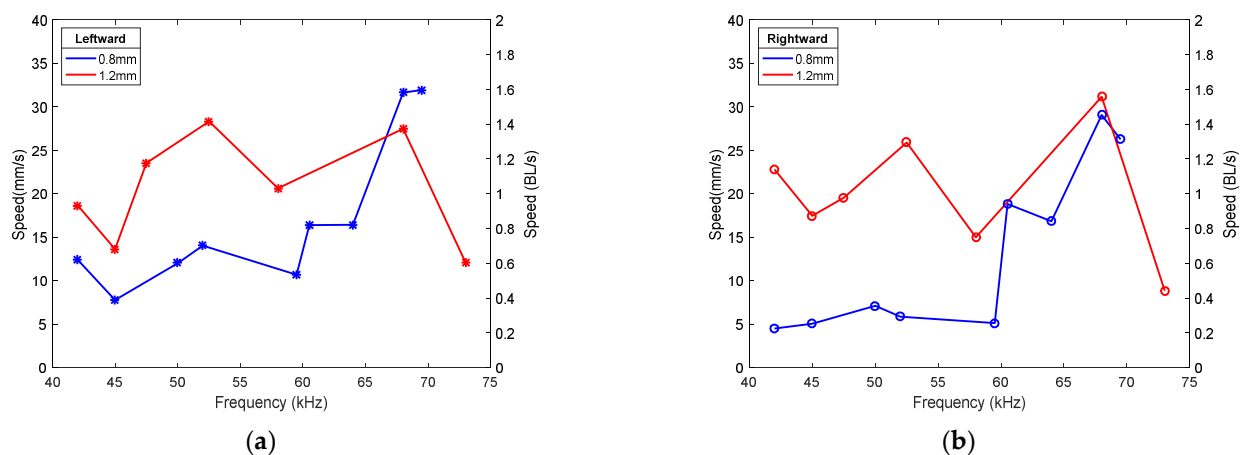 Leftward
0.8mm
1.2mm
40
35
30
25
20
15
10
5
0
Speed(mm/s)
2
1.8
1.6
1.4
1.2
1
0.8
0.6
0.4
0.2
0
Speed (BL/s)
40 45 50 55 60 65 70 75
Frequency (kHz)
(a)
Rightward
0.8mm
1.2mm
40
35
30
25
20
15
10
5
0
Speed(mm/s)
2
1.8
1.6
1.4
1.2
1
0.8
0.6
0.4
0.2
0
Speed (BL/s)
40 45 50 55 60 65 70 75
Frequency (kHz)
(b)